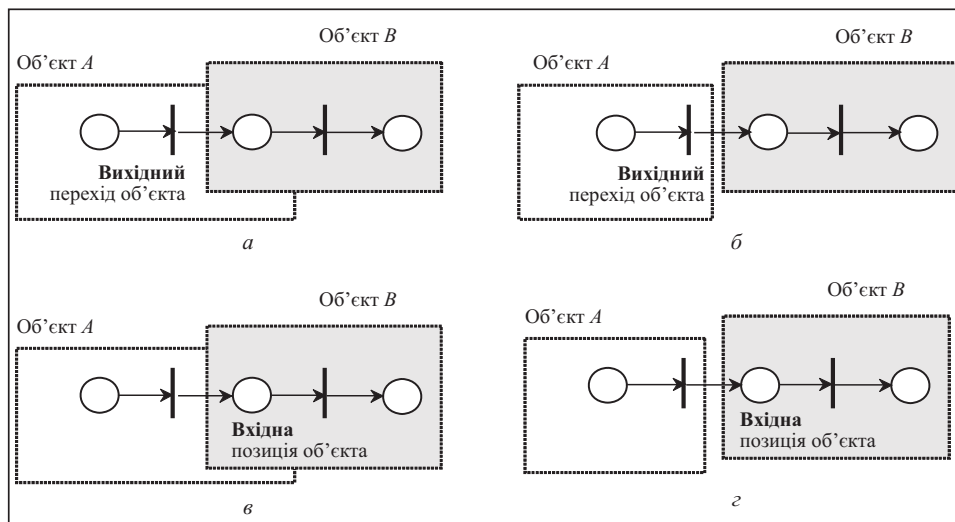 Об’єкт B
Об’єкт A
Вихідний
перехід об’єкта
а
Об’єкт B
Об’єкт A
Вихідний
перехід об’єкта
б
Об’єкт B
Об’єкт A
Вхідна
позиція об’єкта
в
Об’єкт B
Об’єкт A
Вхідна
позиція об’єкта
г